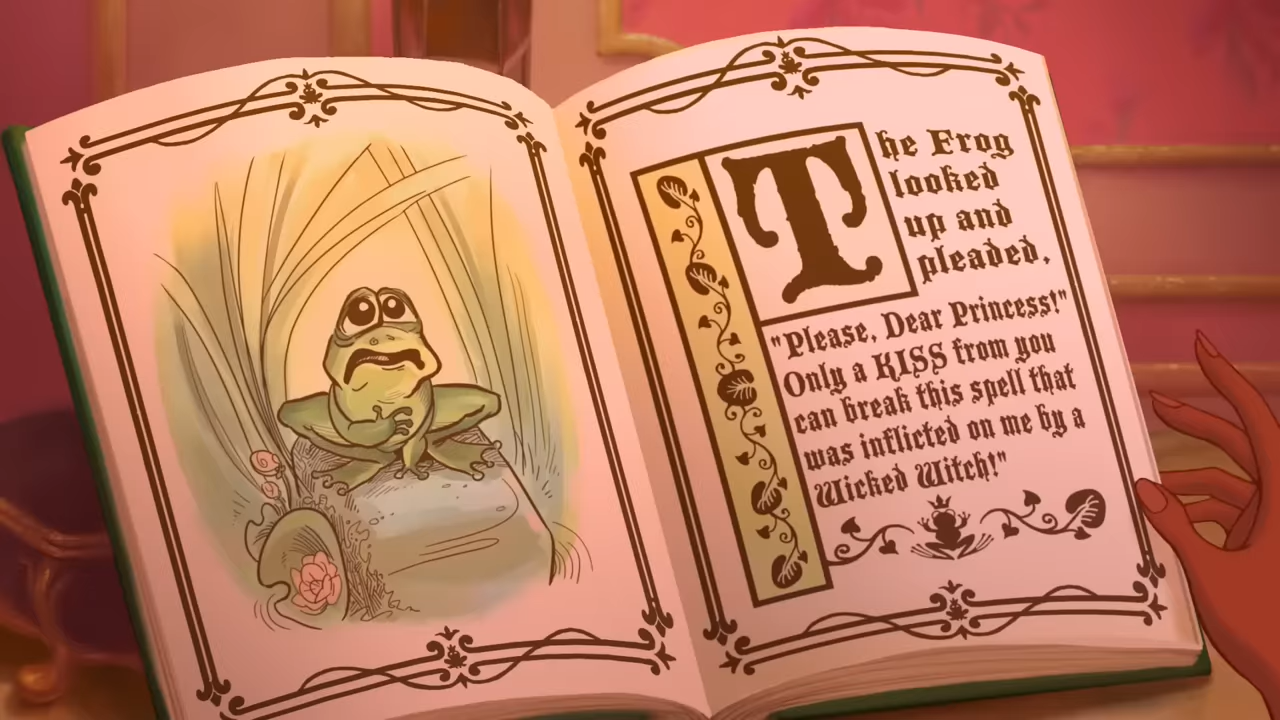 The Frog
looked
up and
pleaded.
"Please, Dear Princess!"
Only a KISS from you
can break this spell that
was inflicted on me by a
Wicked Witch!"